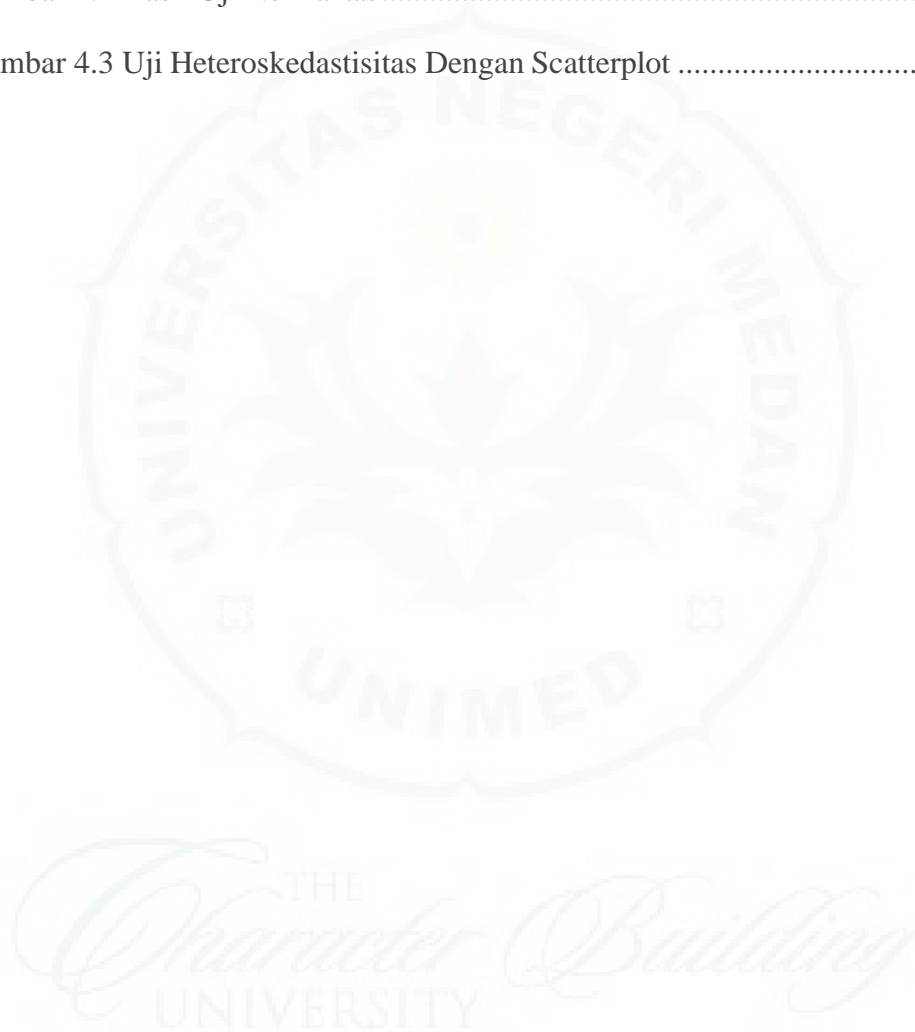 mbar 4.3 Uji Heteroskedastisitas Dengan Scatterplot ..............................
UNIVERSITAS NEGERI MEDAN
UNIMED
THE
Character Building
UNIVERSITY